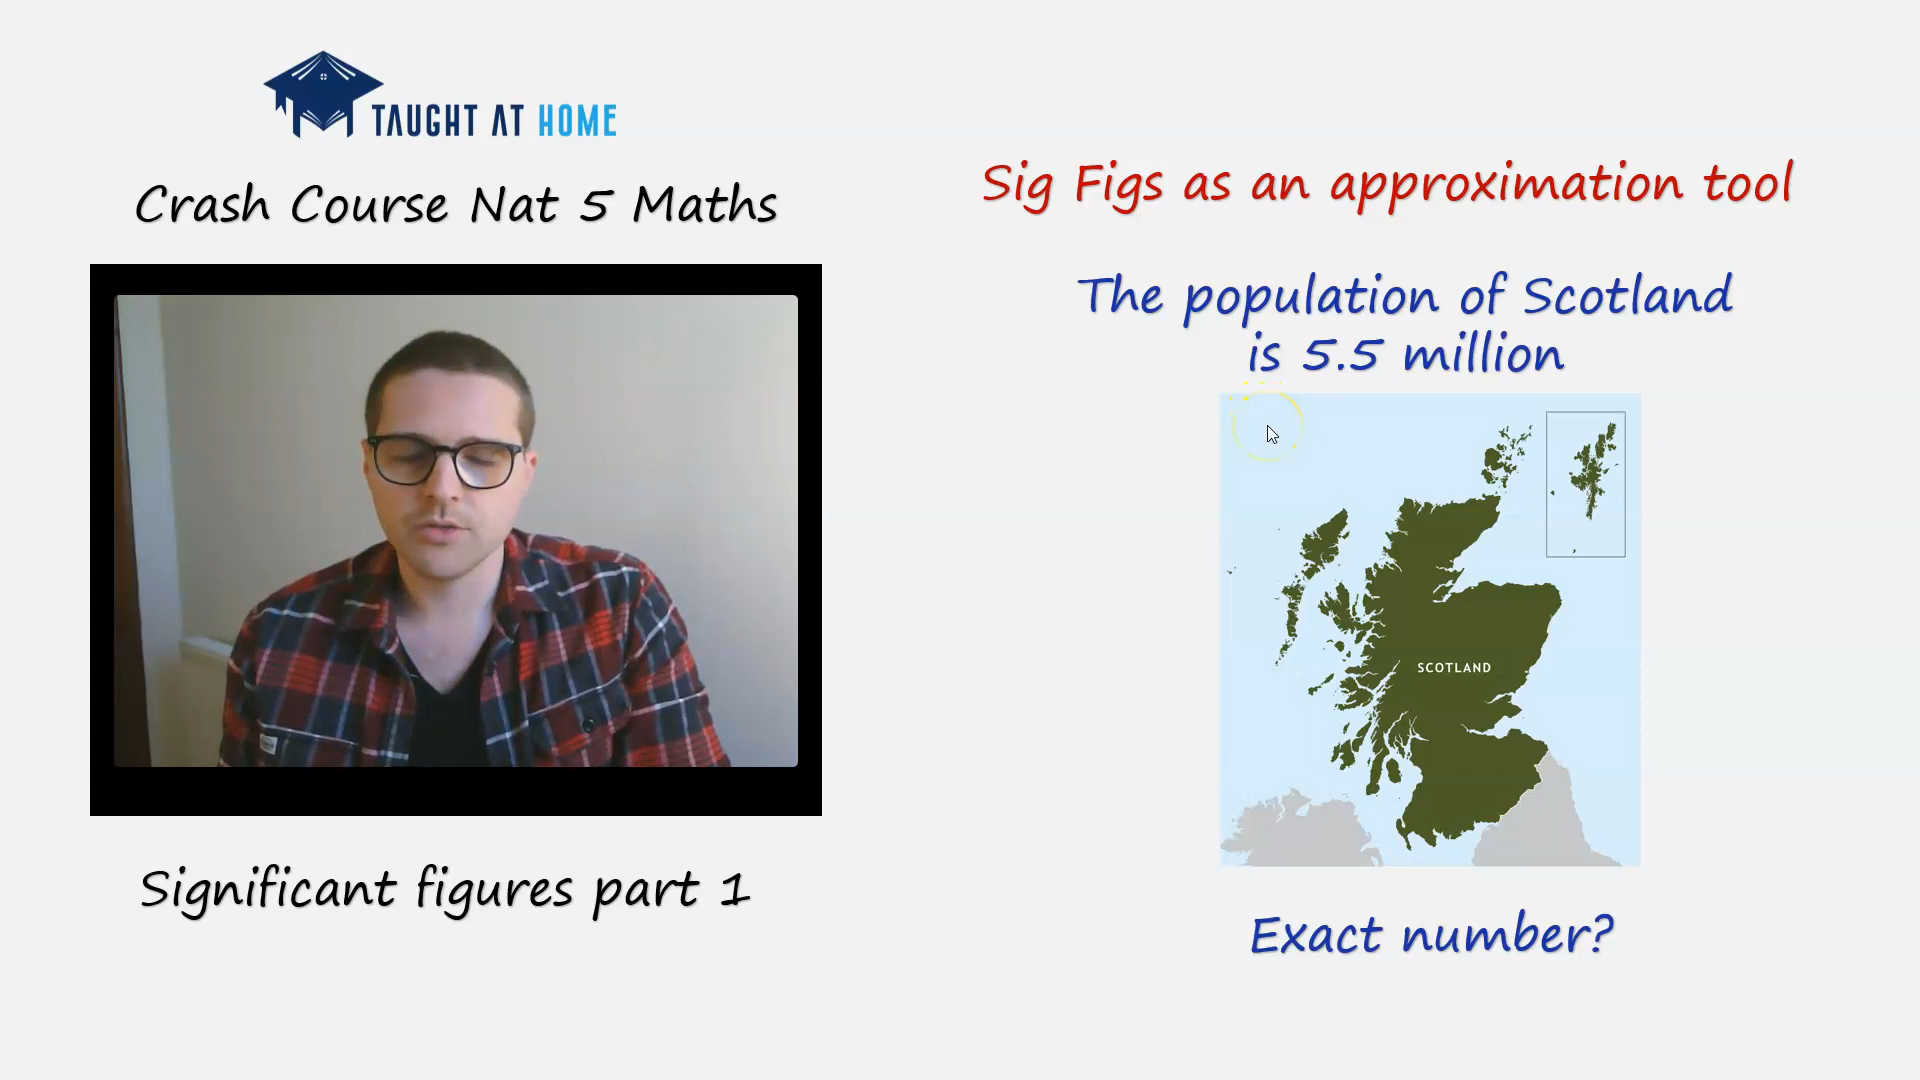 TAUGHT AT HOME
Crash Course Nat 5 Maths
Significant figures part 1
Sig Figs as an approximation tool
The population of Scotland
is 5.5 million
SCOTLAND
Exact number?